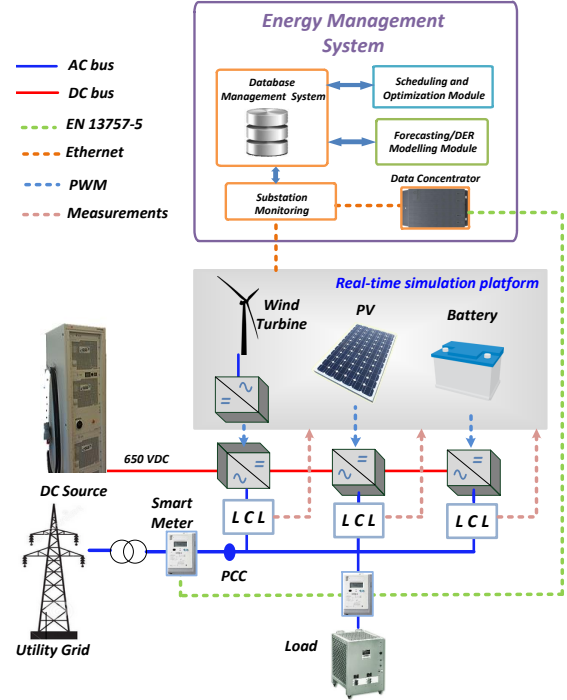 Energy Management
System
AC bus
DC bus
EN 13757-5
Ethernet
PWM
Measurements
Database
Management System
Scheduling and
Optimization Module
Forecasting/DER
Modelling Module
Data Concentrator
Substation
Monitoring
Real-time simulation platform
Wind
Turbine
PV
Battery
650 VDC
DC Source
Smart
Meter
L C L
L C L
L C L
PCC
Utility Grid
Load